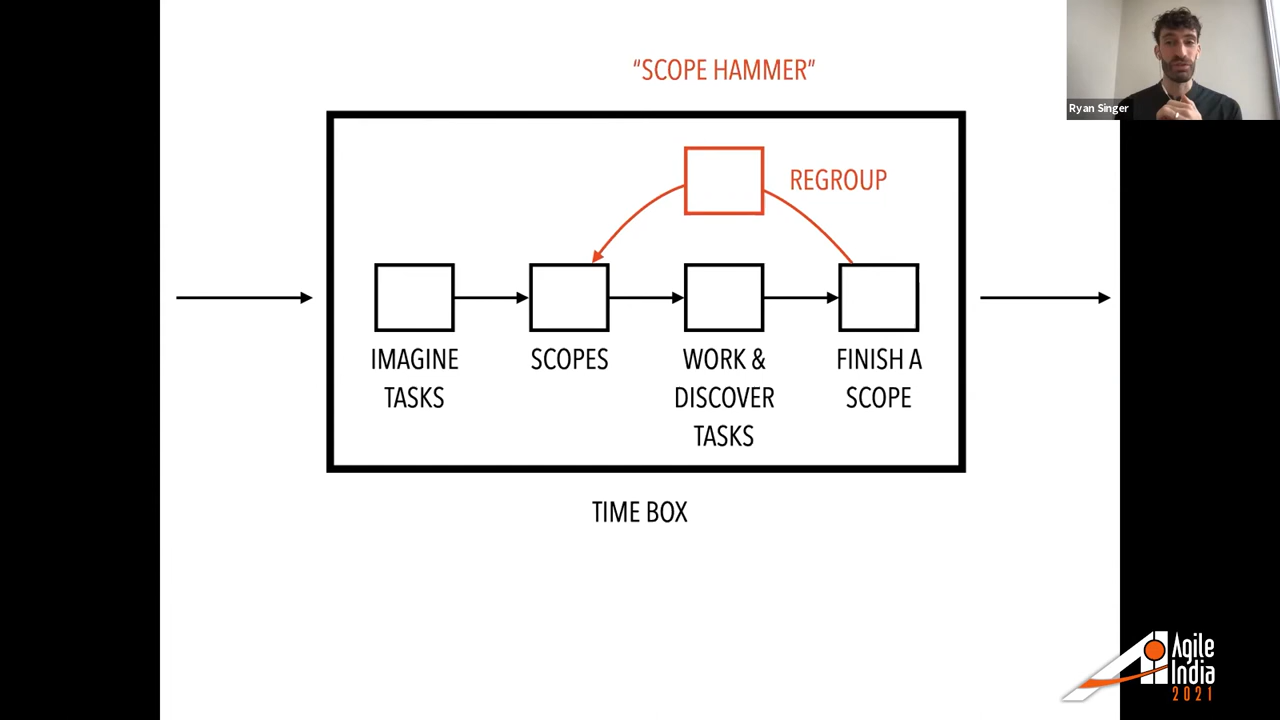 "SCOPE HAMMER"
Ryan Singer
REGROUP
IMAGINE
TASKS
SCOPES
WORK &
DISCOVER
TASKS
FINISH A
SCOPE
TIME BOX
Agile
India
2021